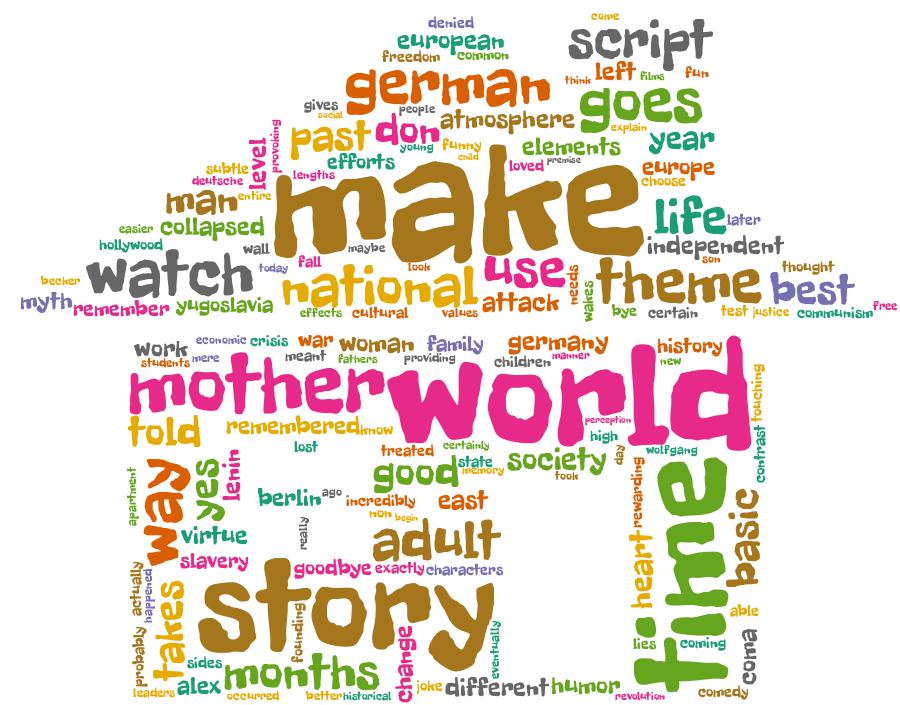 denied come
european script
freedom common
think left films fun
german goes
gives people
social atmosphere explain
past don young funny elements year
provoking level subtle efforts child loved premise europe
deutsche lengths make choose
man entire life later
easier collapsed independent
hollywood wall maybe son
becker watch today fall look use needs theme thought
myth remember yugoslavia national attack wakes best
effects cultural values bye certain test justice communism free
work economic crisis war woman family germany history
students mere meant fathers providing children manner new
mother world touching
told remembered know perception
lost treated certainly high wolfgang contrast
apartment way yes lenin good state memory society took day
berlin ago incredibly east rewarding time basic
virtue really non begin adult
slavery goodbye exactly characters heart
probably actually happened takes story founding able
sides eventually lies coming coma
alex months change
leaders occurred better historical joke different humor revolution comedy